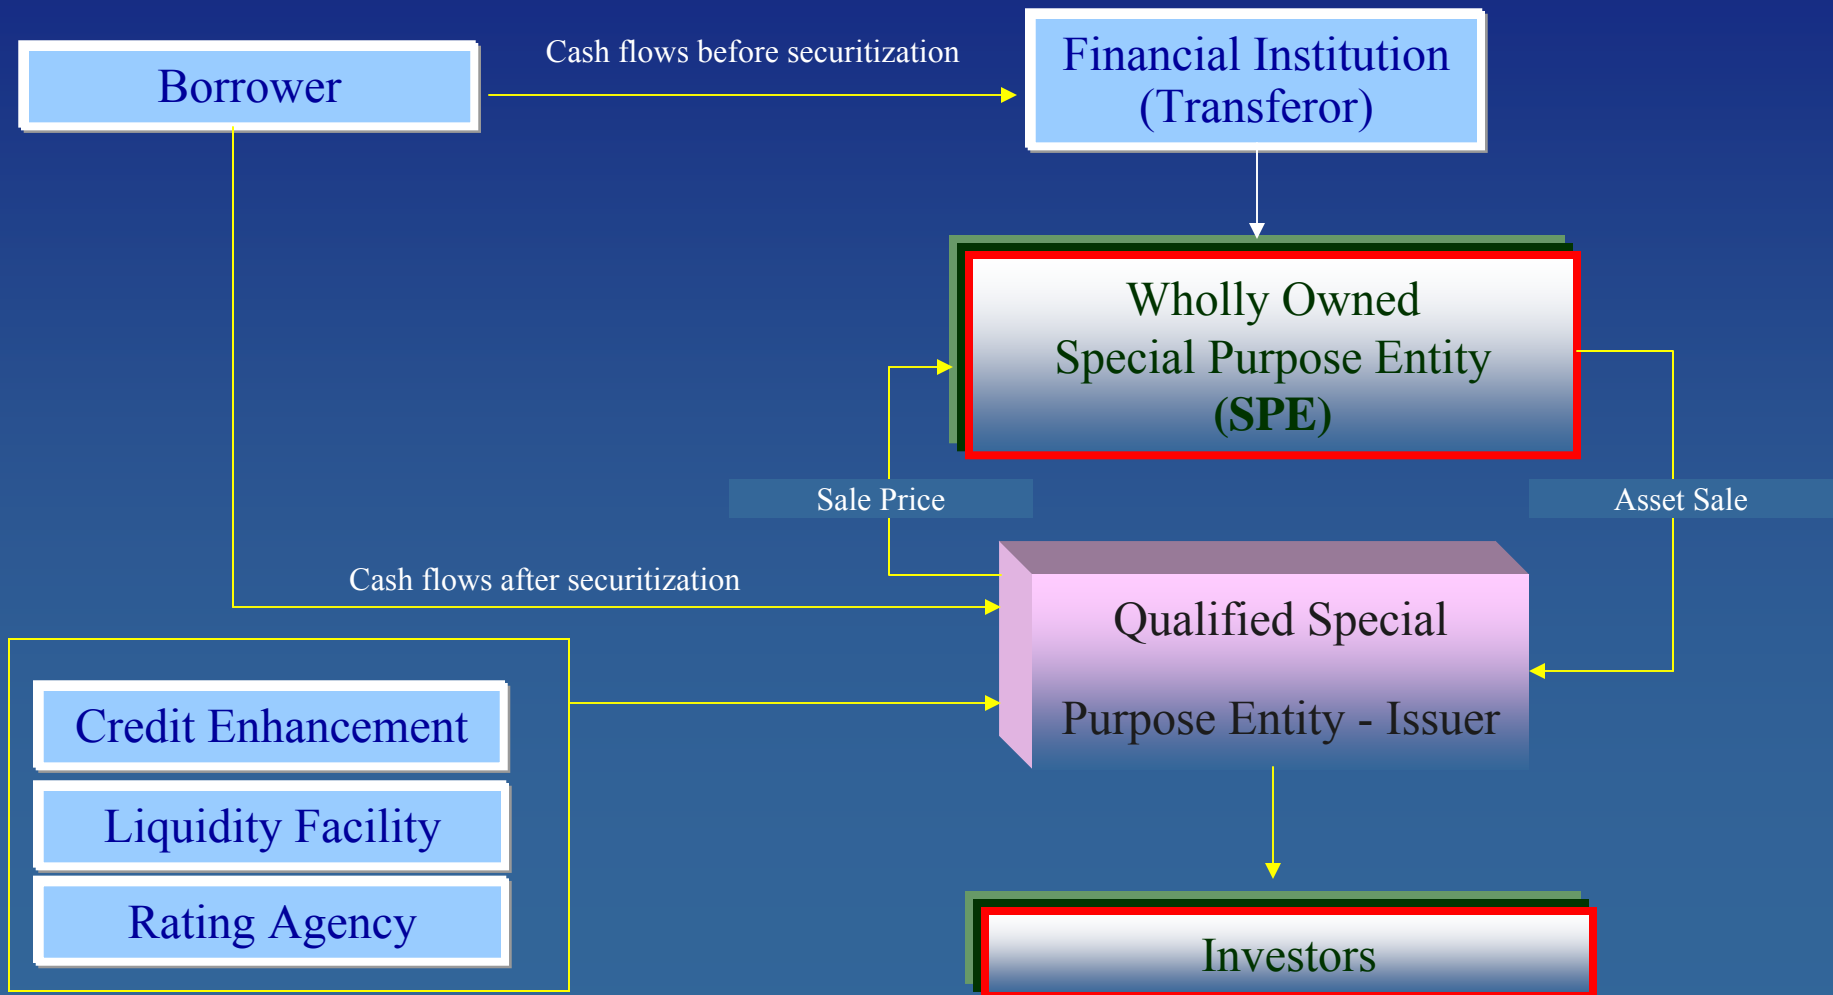 Borrower
Cash flows before securitization
Financial Institution
(Transferor)
Wholly Owned
Special Purpose Entity
(SPE)
Sale Price
Asset Sale
Cash flows after securitization
Qualified Special
Purpose Entity - Issuer
Credit Enhancement
Liquidity Facility
Rating Agency
Investors